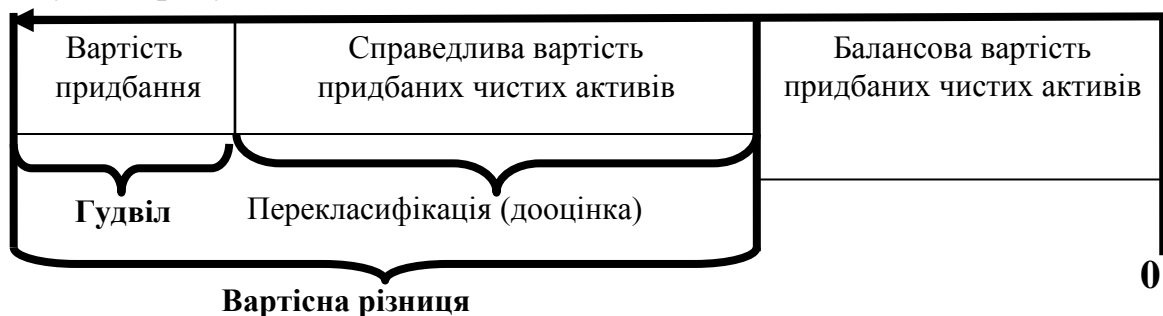 Вартість
придбання
Справедлива вартість
придбаних чистих активів
Балансова вартість
придбаних чистих активів
Гудвіл
Перекласифікація (дооцінка)
0
Вартісна різниця